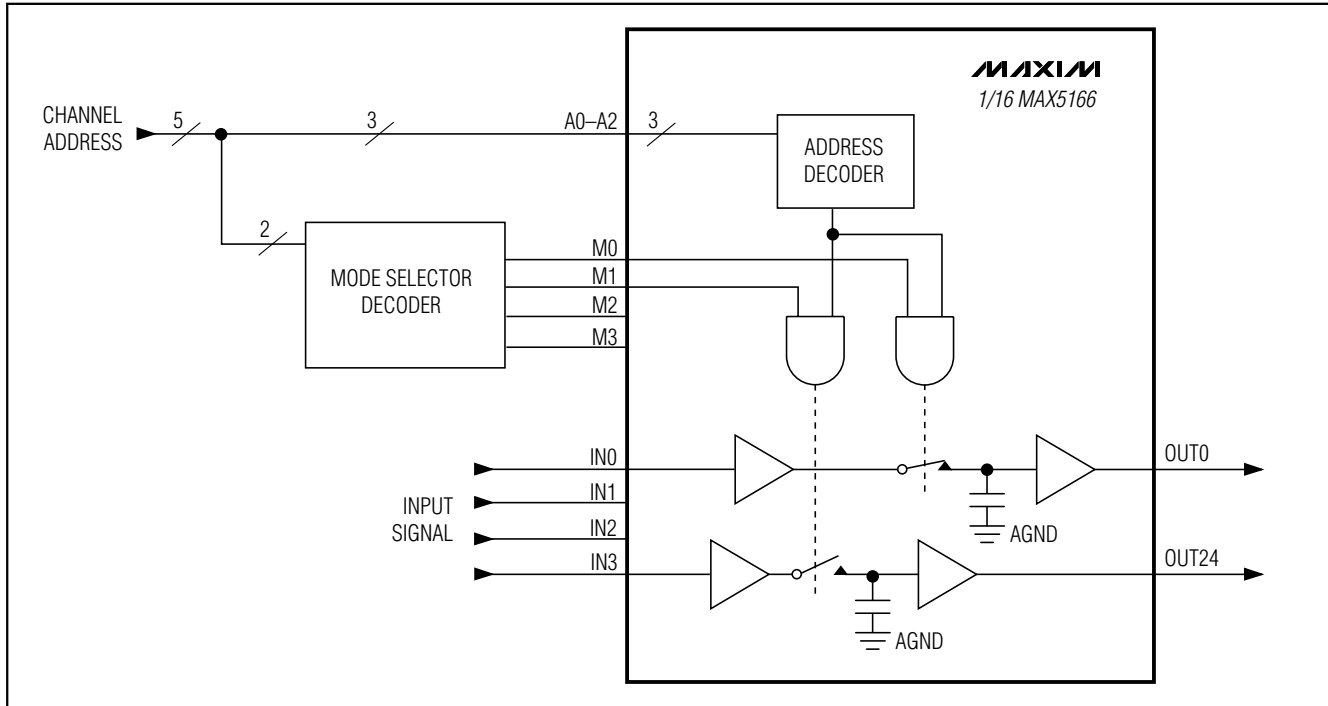 MAXIM
1/16 MAX5166
CHANNEL
ADDRESS
5
3
A0–A2
3
ADDRESS
DECODER
2
MODE SELECTOR
DECODER
M0
M1
M2
M3
INPUT
SIGNAL
IN0
IN1
IN2
IN3
OUT0
AGND
OUT24
AGND